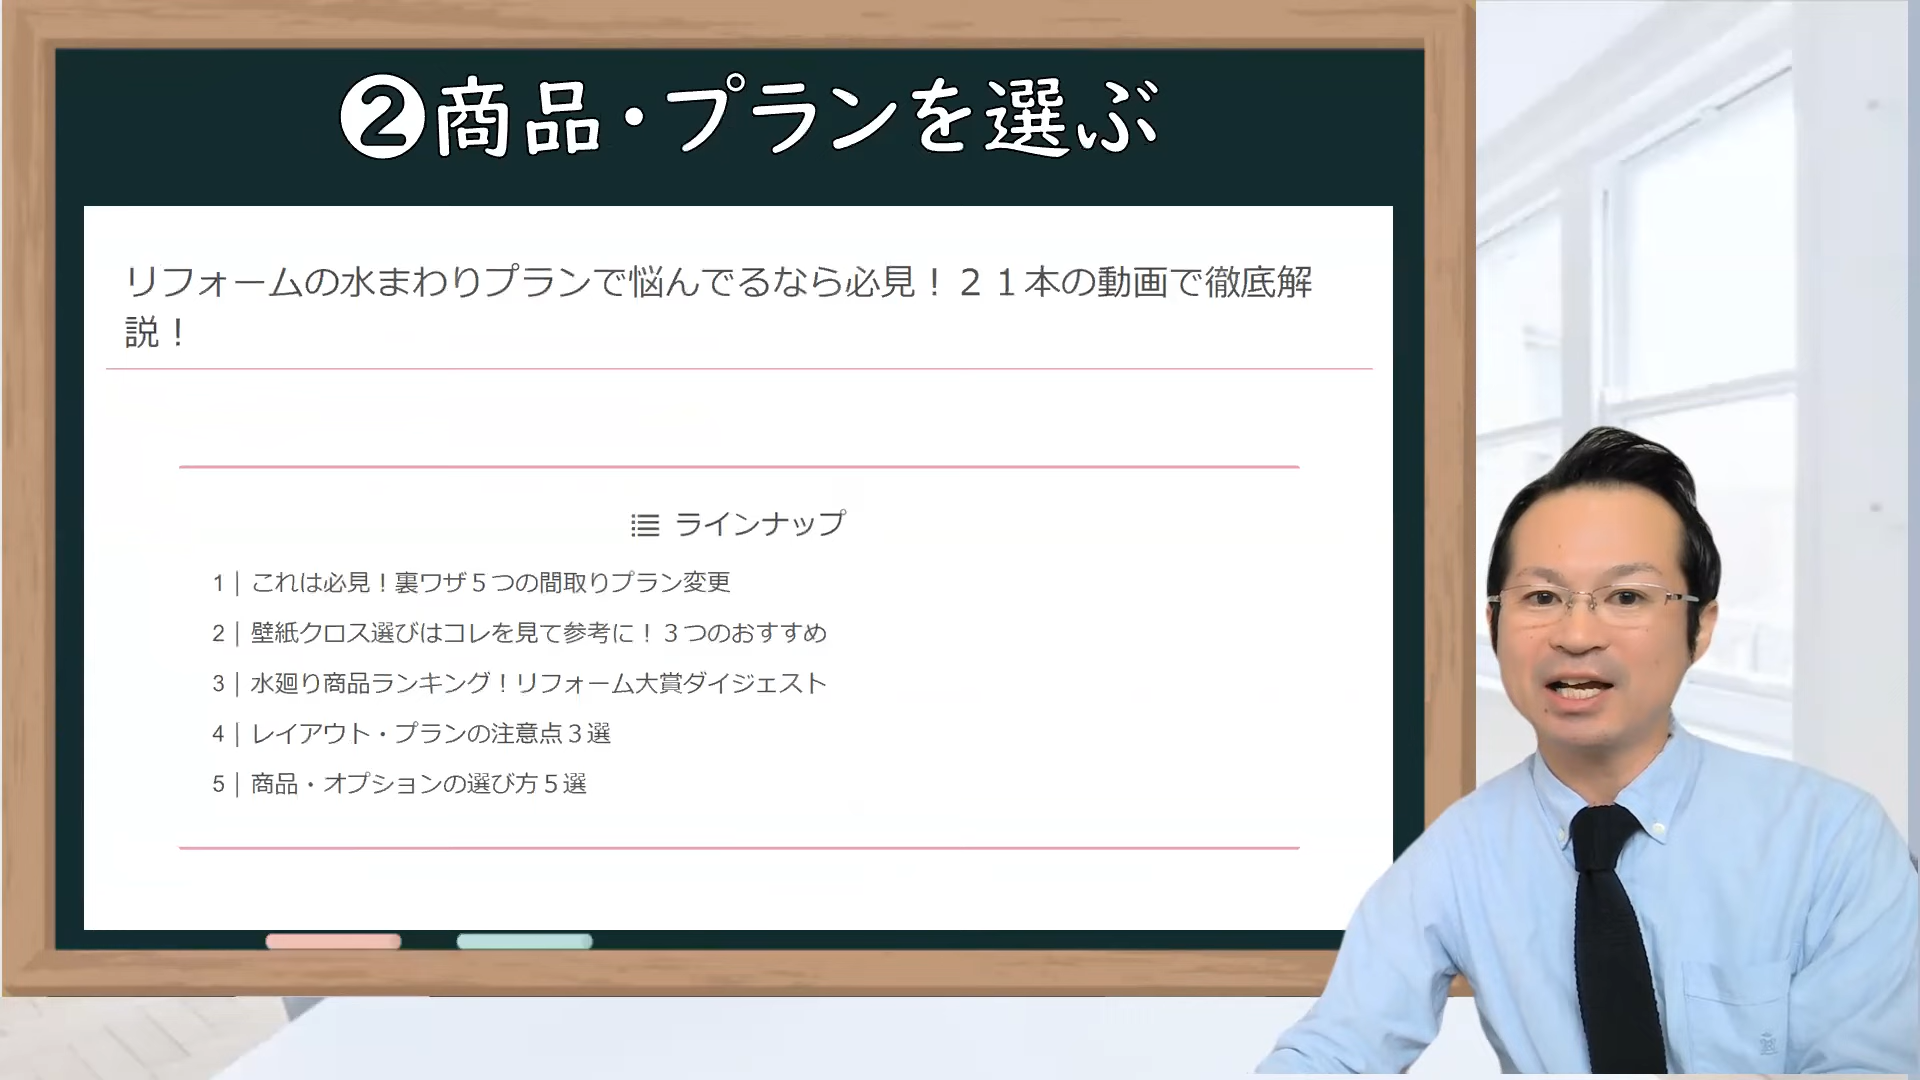 ❷商品・プランを選ぶ
リフォームの水まわりプランで悩んでるなら必見！２１本の動画で徹底解
説！
ラインナップ
1｜これは必見！裏ワザ５つの間取りプラン変更
2｜壁紙クロス選びはコレを見て参考に！３つのおすすめ
3｜水廻り商品ランキング！リフォーム大賞ダイジェスト
4｜レイアウト・プランの注意点３選
5｜商品・オプションの選び方５選